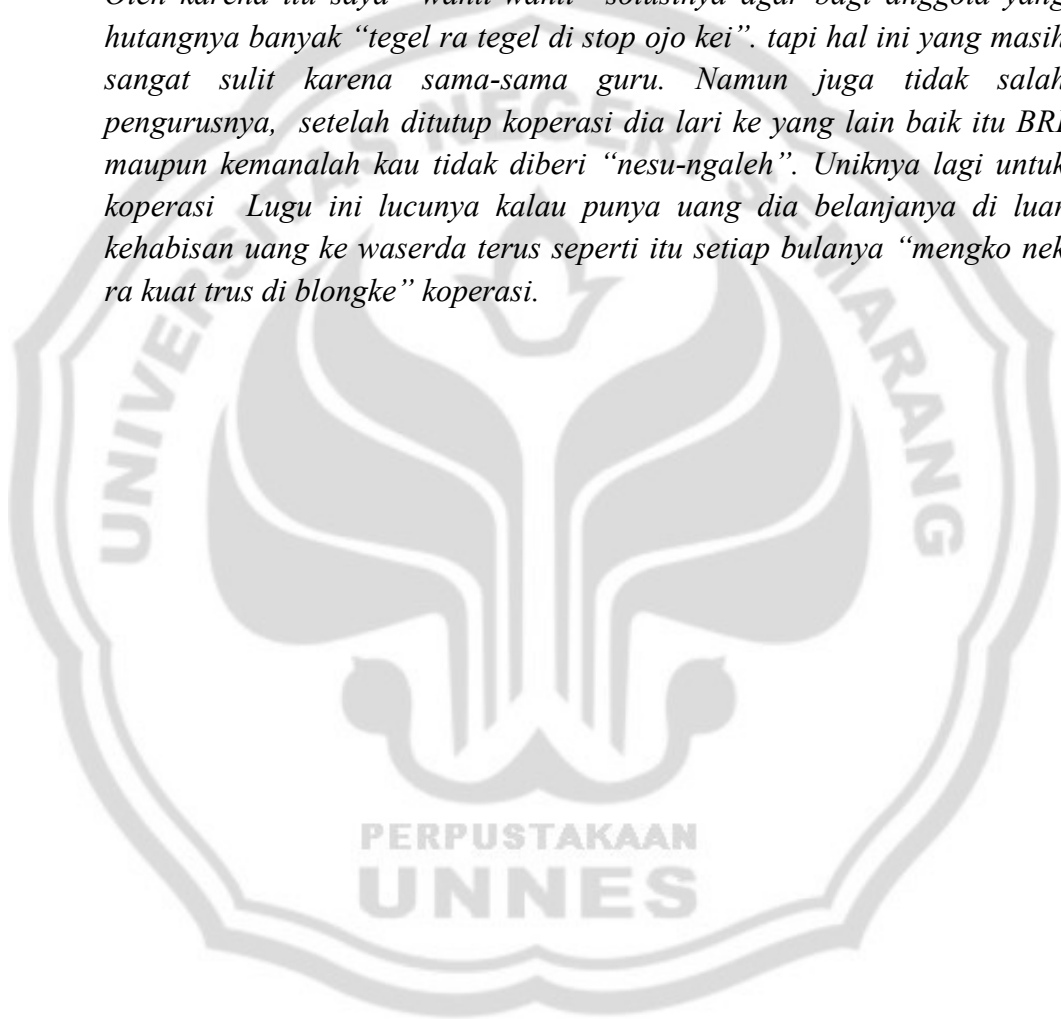 Oleh karena itu saya "wanti-wanti" solusinya agar bagi anggota yang
hutangnya banyak “tegel ra tegel di stop ojo kei”. tapi hal ini yang masih
sangat sulit karena sama-sama guru. Namun juga tidak salah
pengurusnya, setelah ditutup koperasi dia lari ke yang lain baik itu BRI
maupun kemanalah kau tidak diberi “nesu-ngaleh”. Uniknya lagi untuk
koperasi Lugu ini lucunya kalau punya uang dia belanjanya di luar
kehabisan uang ke waserda terus seperti itu setiap bulanya “mengko nek
ra kuat trus di blongke” koperasi.
UNIVERSITAS NEGERI SEMARANG
PERPUSTAKAAN
UNNES